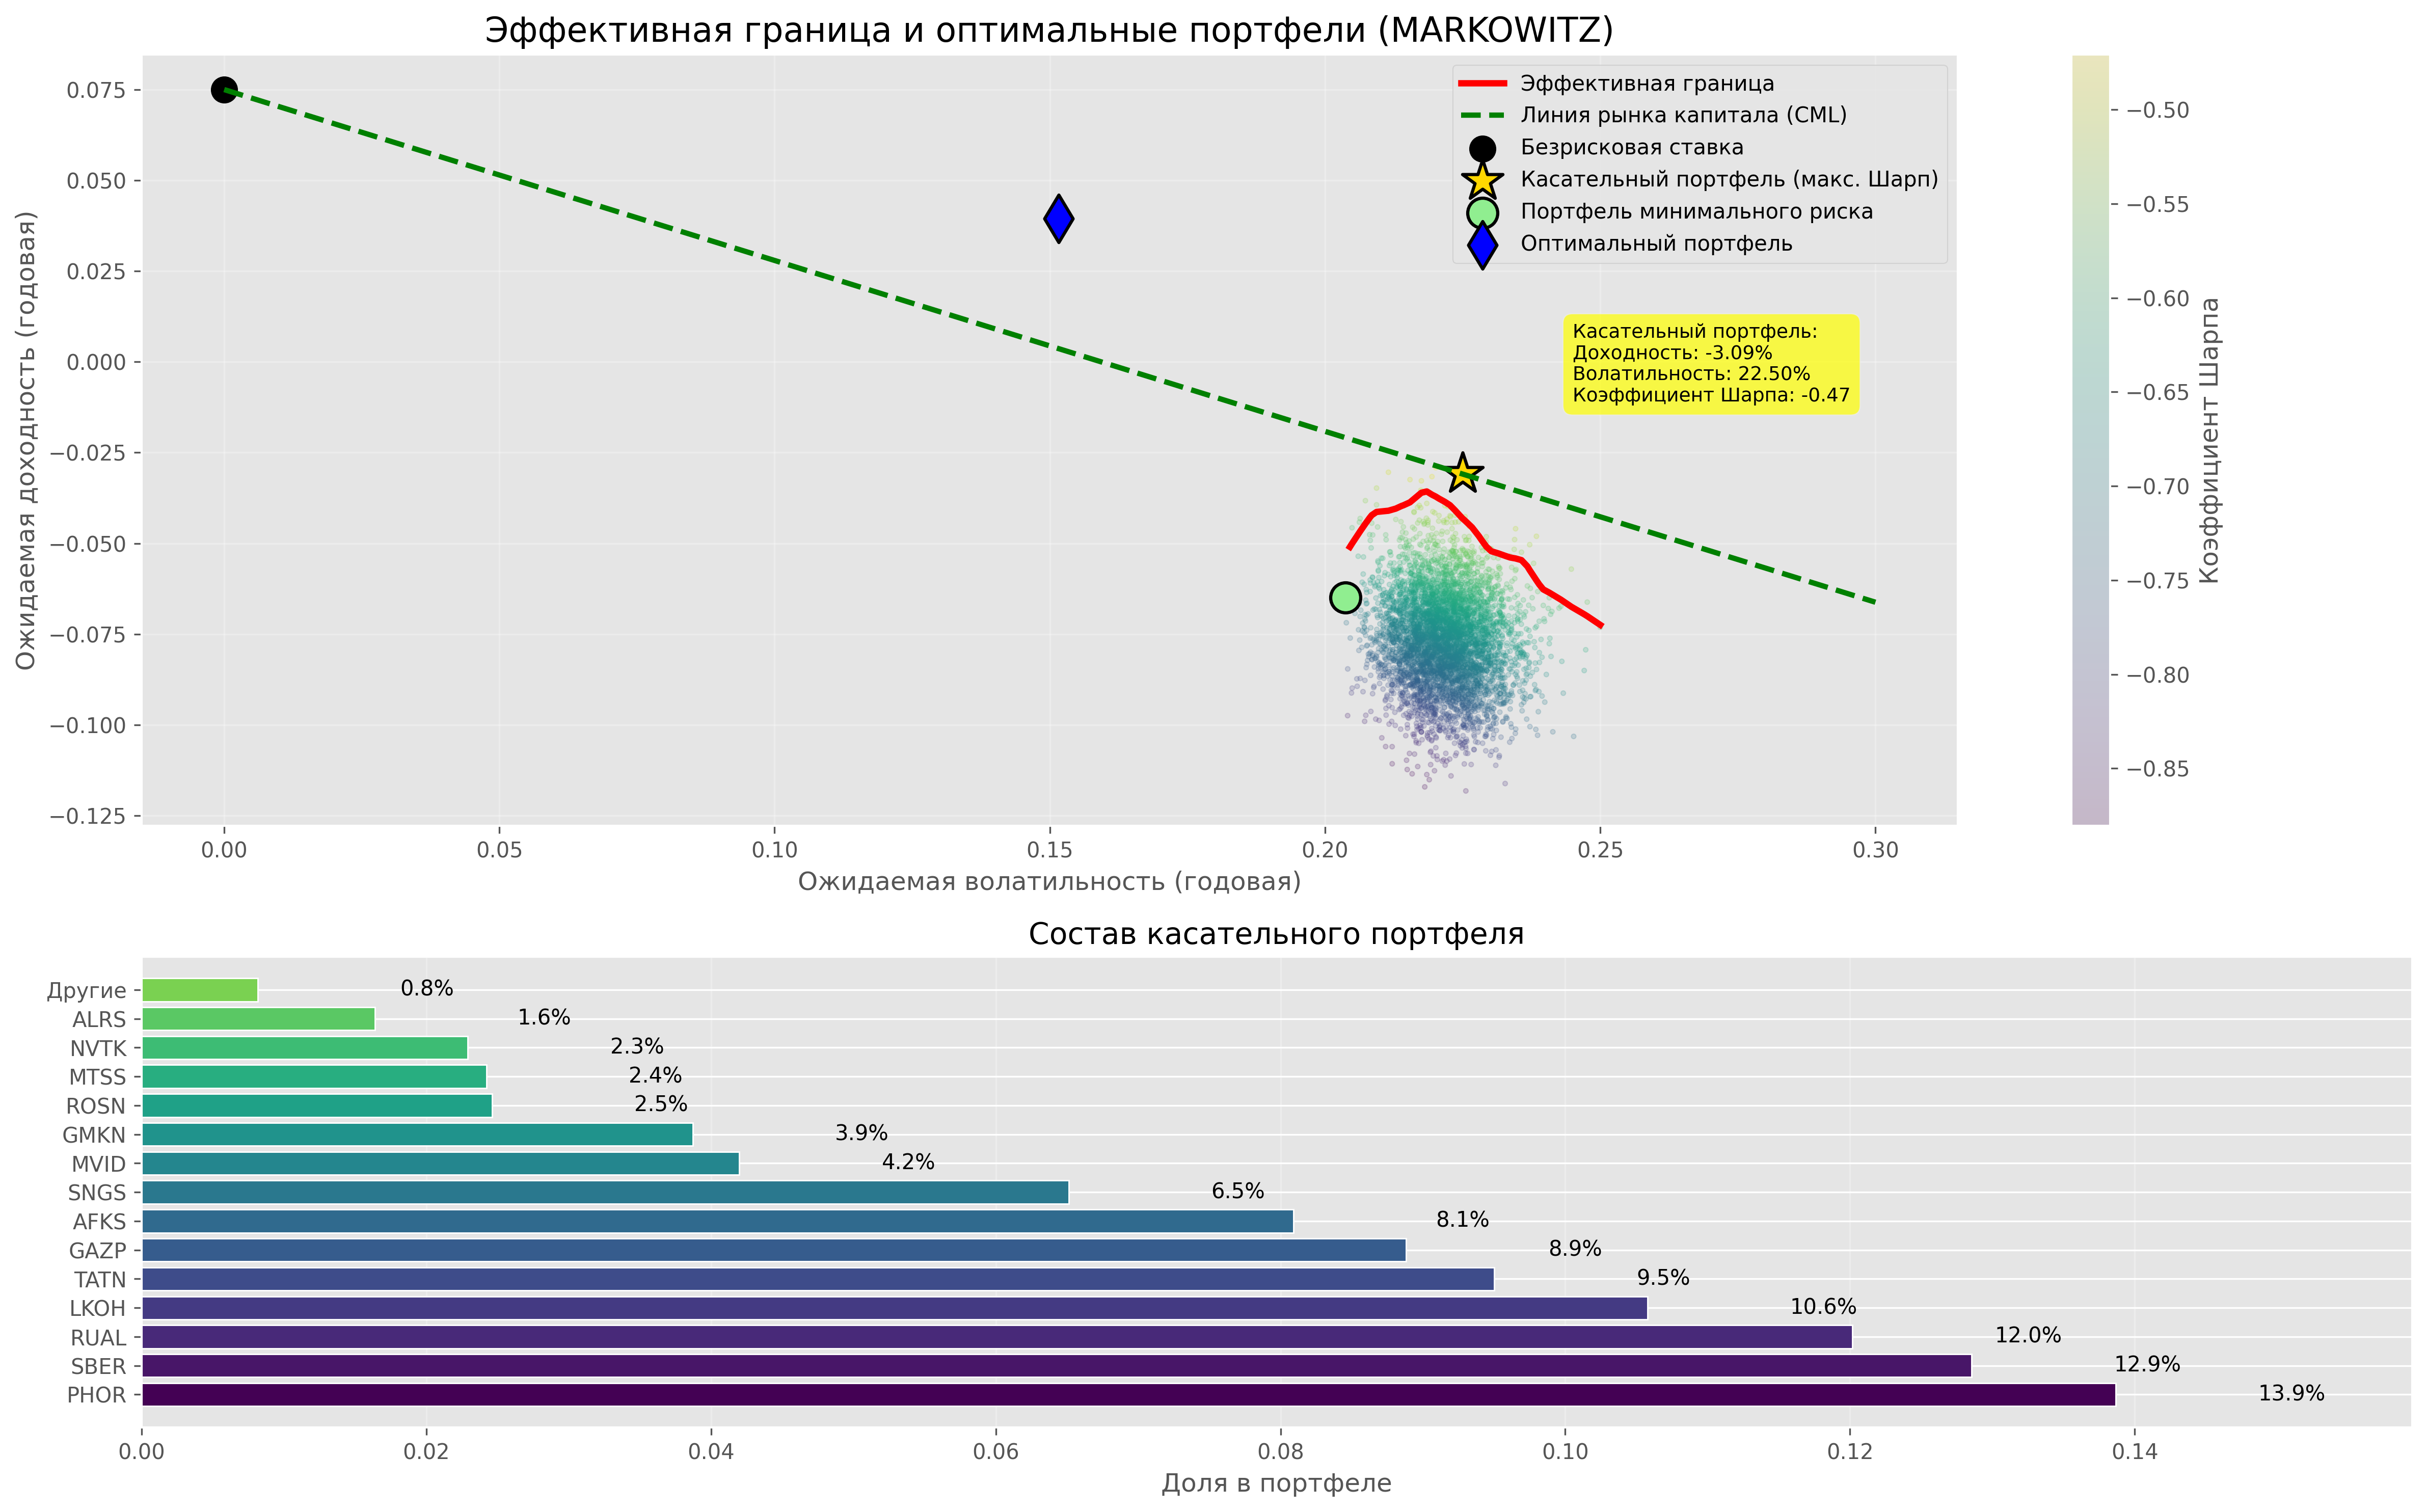 Эффективная граница и оптимальные портфели (MARKOWITZ)
Ожидаемая доходность (годовая)
0.075
0.050
0.025
0.000
−0.025
−0.050
−0.075
−0.100
−0.125
Эффективная граница
Линия рынка капитала (CML)
Безрисковая ставка
Касательный портфель (макс. Шарп)
Портфель минимального риска
Оптимальный портфель
Касательный портфель:
Доходность: -3.09%
Волатильность: 22.50%
Коэффициент Шарпа: -0.47
0.00 0.05 0.10 0.15 0.20 0.25 0.30
Ожидаемая волатильность (годовая)
−0.50
−0.55
−0.60
−0.65
−0.70
−0.75
−0.80
−0.85
Коэффициент Шарпа
Состав касательного портфеля
Другие 0.8%
ALRS 1.6%
NVTK 2.3%
MTSS 2.4%
ROSN 2.5%
GMKN 3.9%
MVID 4.2%
SNGS 6.5%
AFKS 8.1%
GAZP 8.9%
TATN 9.5%
LKOH 10.6%
RUAL 12.0%
SBER 12.9%
PHOR 13.9%
0.00 0.02 0.04 0.06 0.08 0.10 0.12 0.14
Доля в портфеле